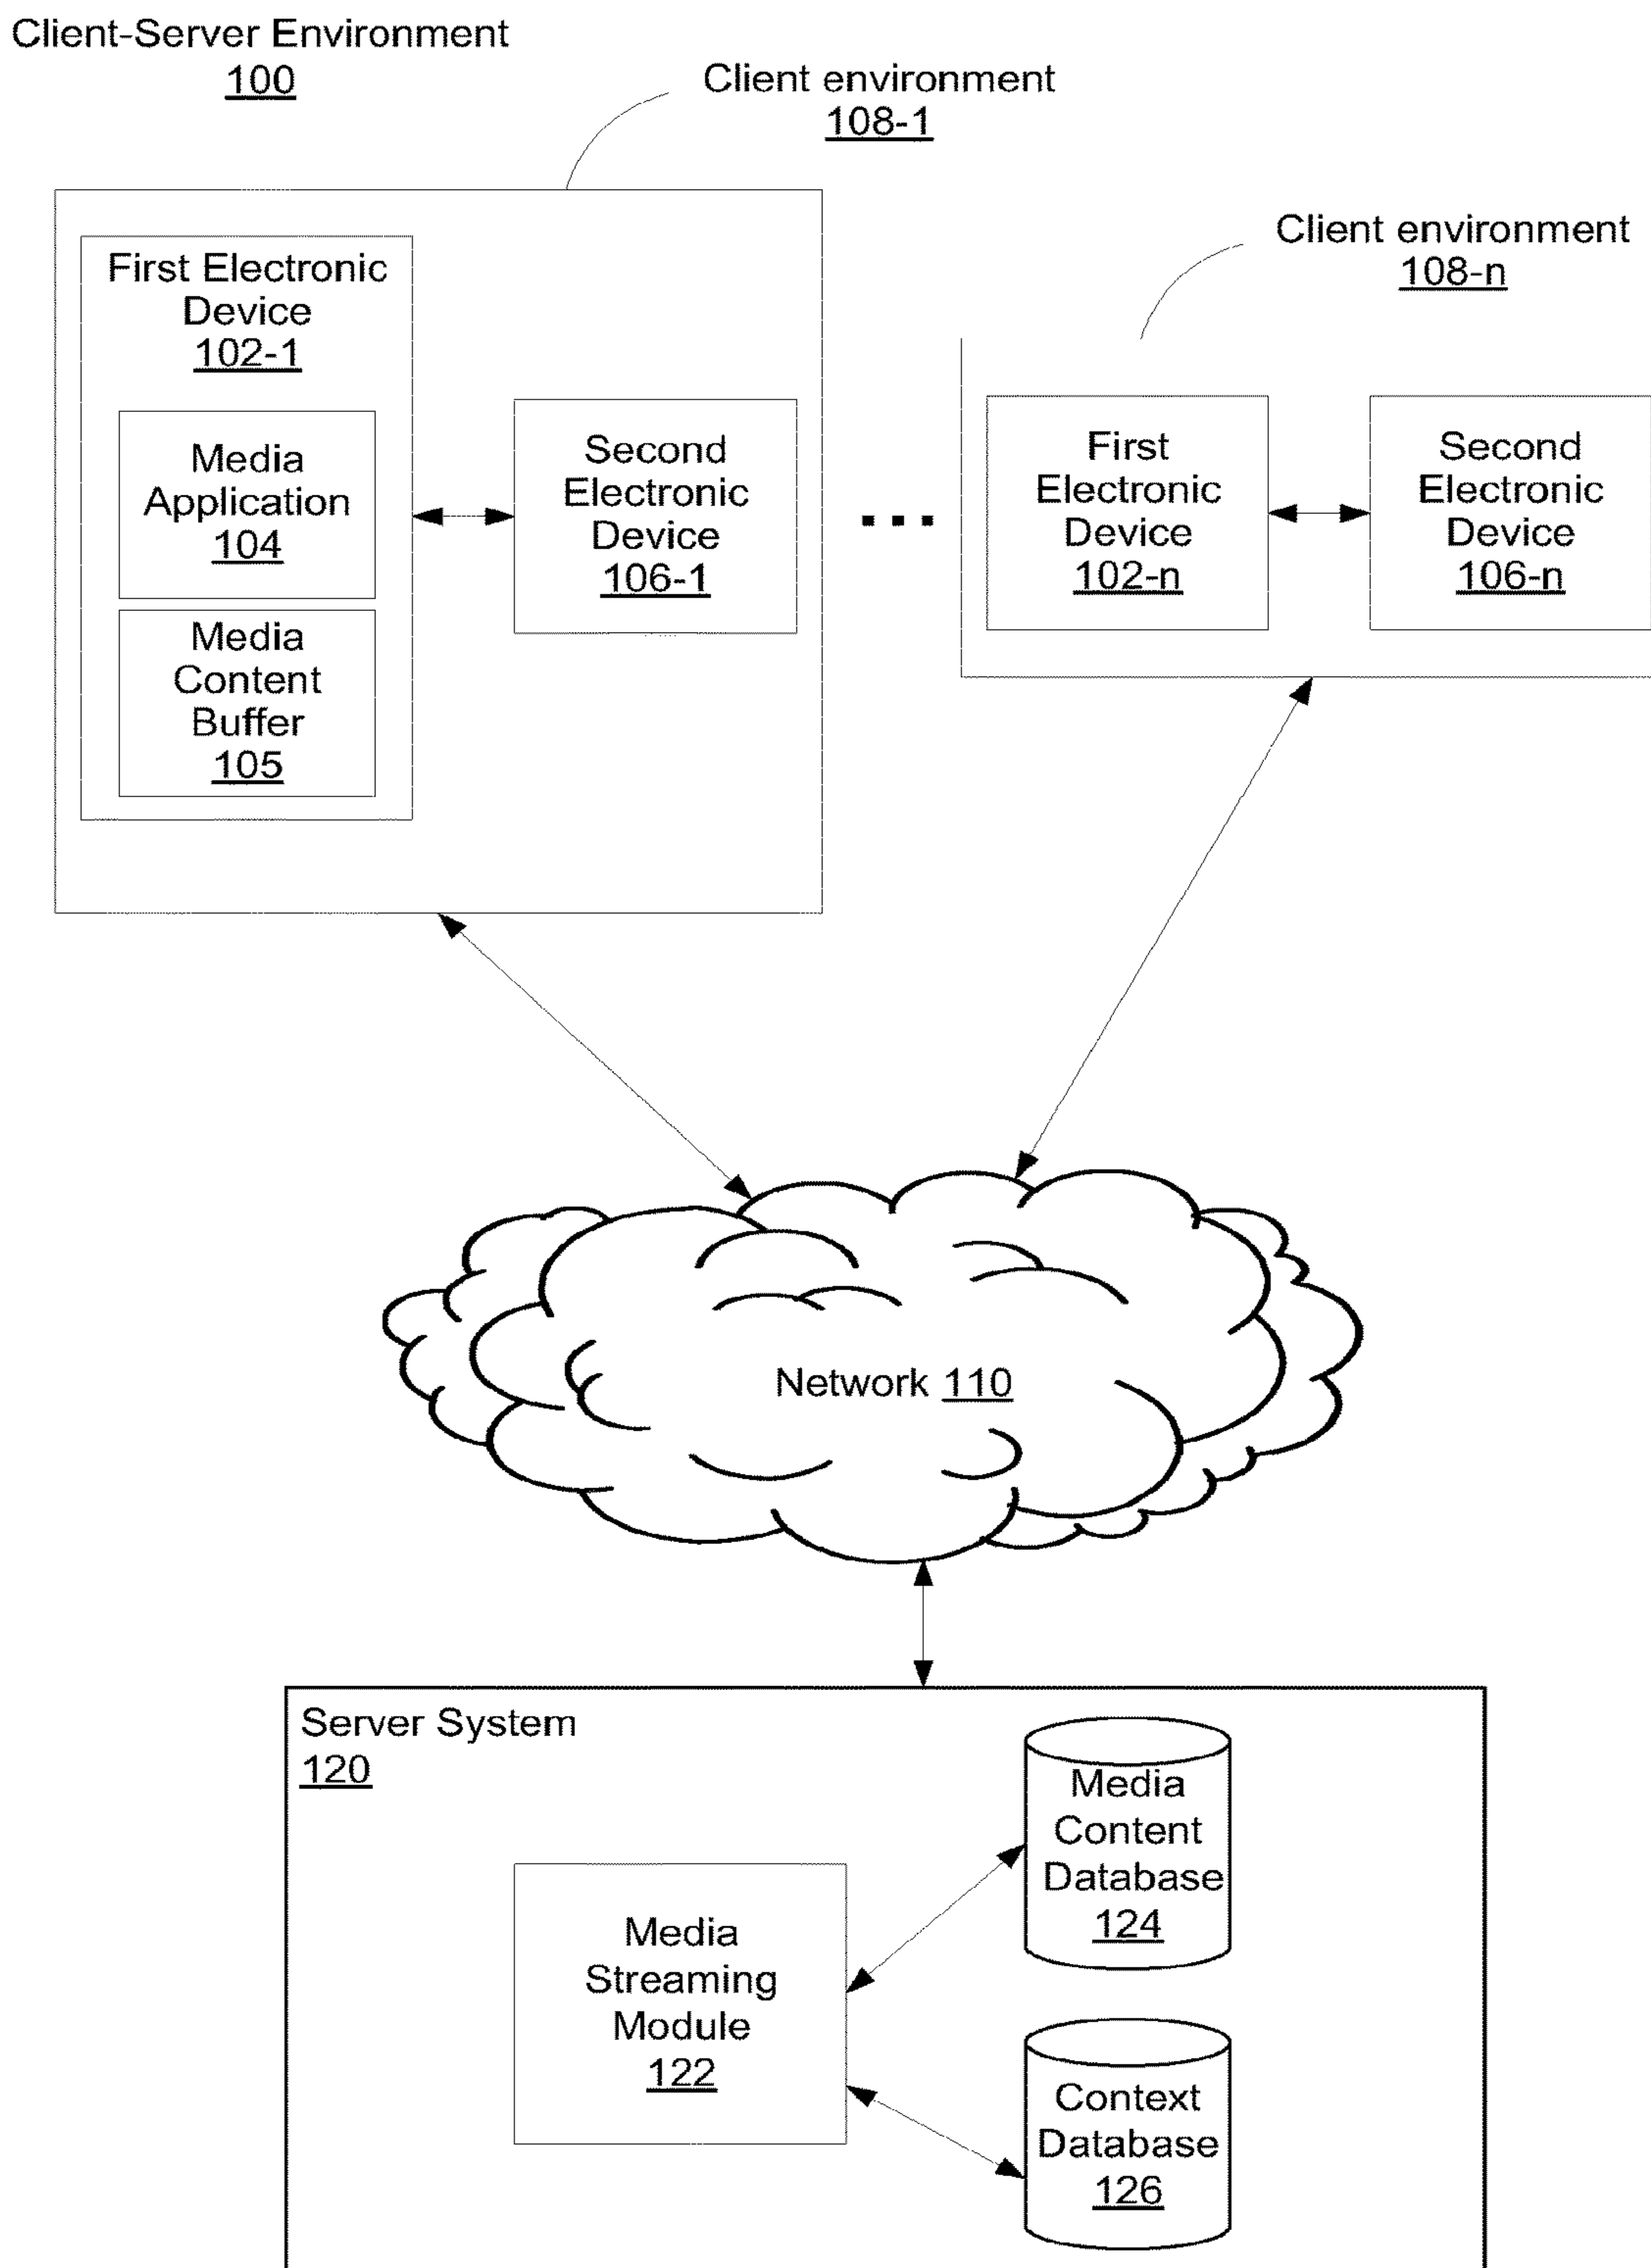 Client-Server Environment
100
Client environment
108-1
Client environment
108-n
First Electronic
Device
102-1
Media
Application
104
Media
Content
Buffer
105
Second
Electronic
Device
106-1
...
First
Electronic
Device
102-n
Second
Electronic
Device
106-n
Network 110
Server System
120
Media
Streaming
Module
122
Media
Content
Database
124
Context
Database
126